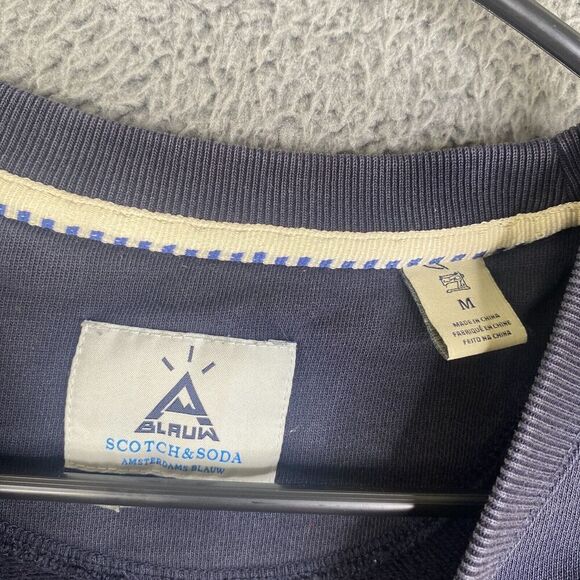 M
MADE IN CHINA
FABRIQUÉ EN CHINE
FEITO NA CHINA
BLAUW
SCOTCH&SODA
AMSTERDAMS BLAUW